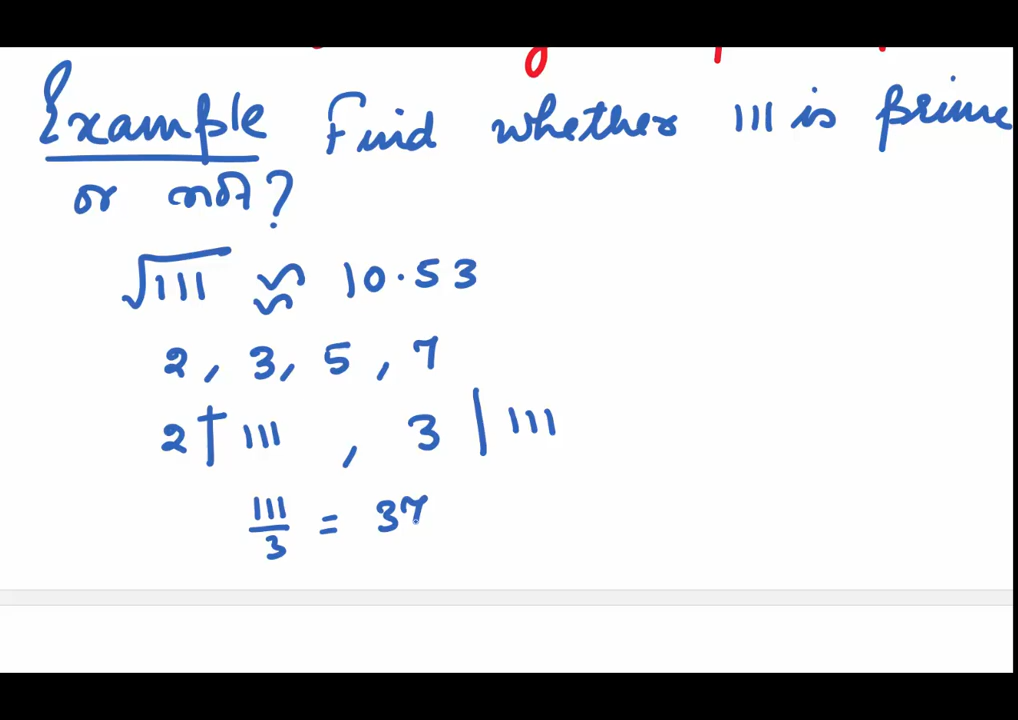 Example Find whether 111 is prime
or not?
√111 ≈ 10.53
2, 3, 5, 7
2 ∤ 111 , 3 | 111
111/3 = 37